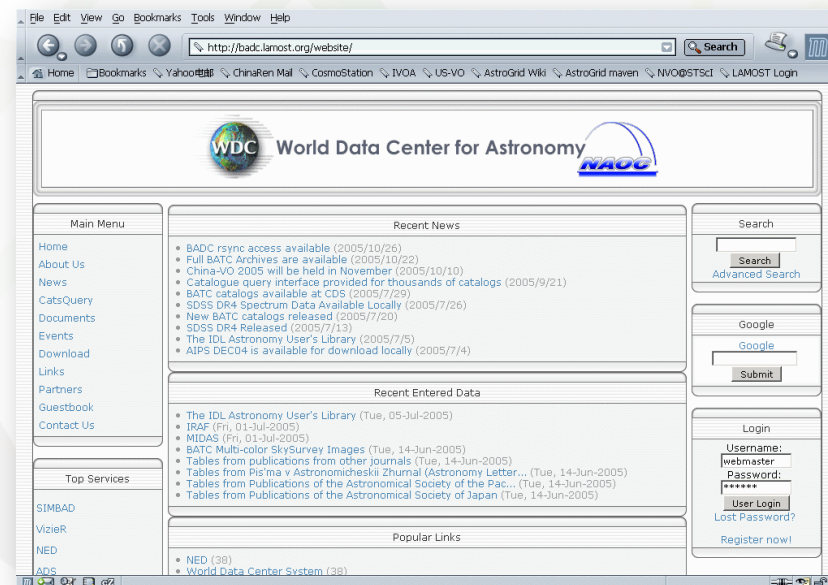 File Edit View Go Bookmarks Tools Window Help
http://badc.lamost.org/website/ Search
Home Bookmarks Yahoo电邮 ChinaRen Mail CosmoStation IVOA US-VO AstroGrid Wiki AstroGrid maven NVO@STScI LAMOST Login
WDC World Data Center for Astronomy NAOC
Main Menu
Home
About Us
News
CatsQuery
Documents
Events
Download
Links
Partners
Guestbook
Contact Us
Top Services
SIMBAD
VizieR
NED
ADS
Recent News
BADC rsync access available (2005/10/26)
Full BATC Archives are available (2005/10/22)
China-VO 2005 will be held in November (2005/10/10)
Catalogue query interface provided for thousands of catalogs (2005/9/21)
BATC catalogs available at CDS (2005/7/29)
SDSS DR4 Spectrum Data Available Locally (2005/7/26)
New BATC catalogs released (2005/7/20)
SDSS DR4 Released (2005/7/13)
The IDL Astronomy User's Library (2005/7/5)
AIPS DEC04 is available for download locally (2005/7/4)
Recent Entered Data
The IDL Astronomy User's Library (Tue, 05-Jul-2005)
IRAF (Fri, 01-Jul-2005)
MIDAS (Fri, 01-Jul-2005)
BATC Multi-color SkySurvey Images (Tue, 14-Jun-2005)
Tables from publications from other journals (Tue, 14-Jun-2005)
Tables from Pis'ma v Astronomicheskii Zhurnal (Astronomy Letter... (Tue, 14-Jun-2005)
Tables from Publications of the Astronomical Society of the Pac... (Tue, 14-Jun-2005)
Tables from Publications of the Astronomical Society of Japan (Tue, 14-Jun-2005)
Popular Links
NED (38)
World Data Center System (38)
Search
Search
Advanced Search
Google
Google
Submit
Login
Username:
webmaster
Password:
******
User Login
Lost Password?
Register now!